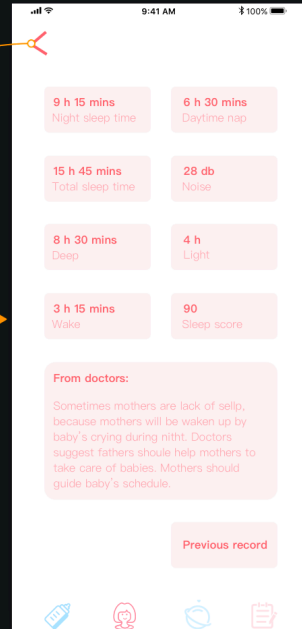 9:41 AM 100%
9 h 15 mins 6 h 30 mins
Night sleep time Daytime nap
15 h 45 mins 28 db
Total sleep time Noise
8 h 30 mins 4 h
Deep Light
3 h 15 mins 90
Wake Sleep score
From doctors:
Sometimes mothers are lack of sellp,
because mothers will be waken up by
baby's crying during nitht. Doctors
suggest fathers shoule help mothers to
take care of babies. Mothers should
guide baby's schedule.
Previous record